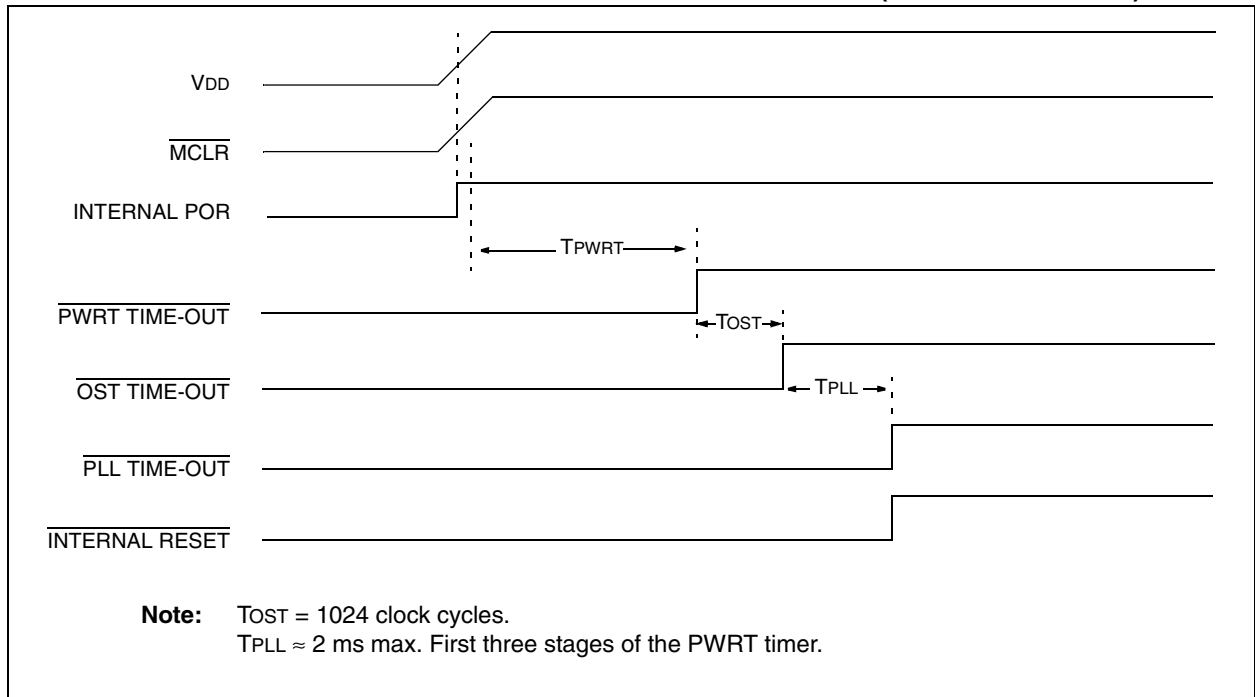 VDD
MCLR
INTERNAL POR
TPWRT
PWRT TIME-OUT
TOST
OST TIME-OUT
TPLL
PLL TIME-OUT
INTERNAL RESET
Note: TOST = 1024 clock cycles.
TPLL ≈ 2 ms max. First three stages of the PWRT timer.